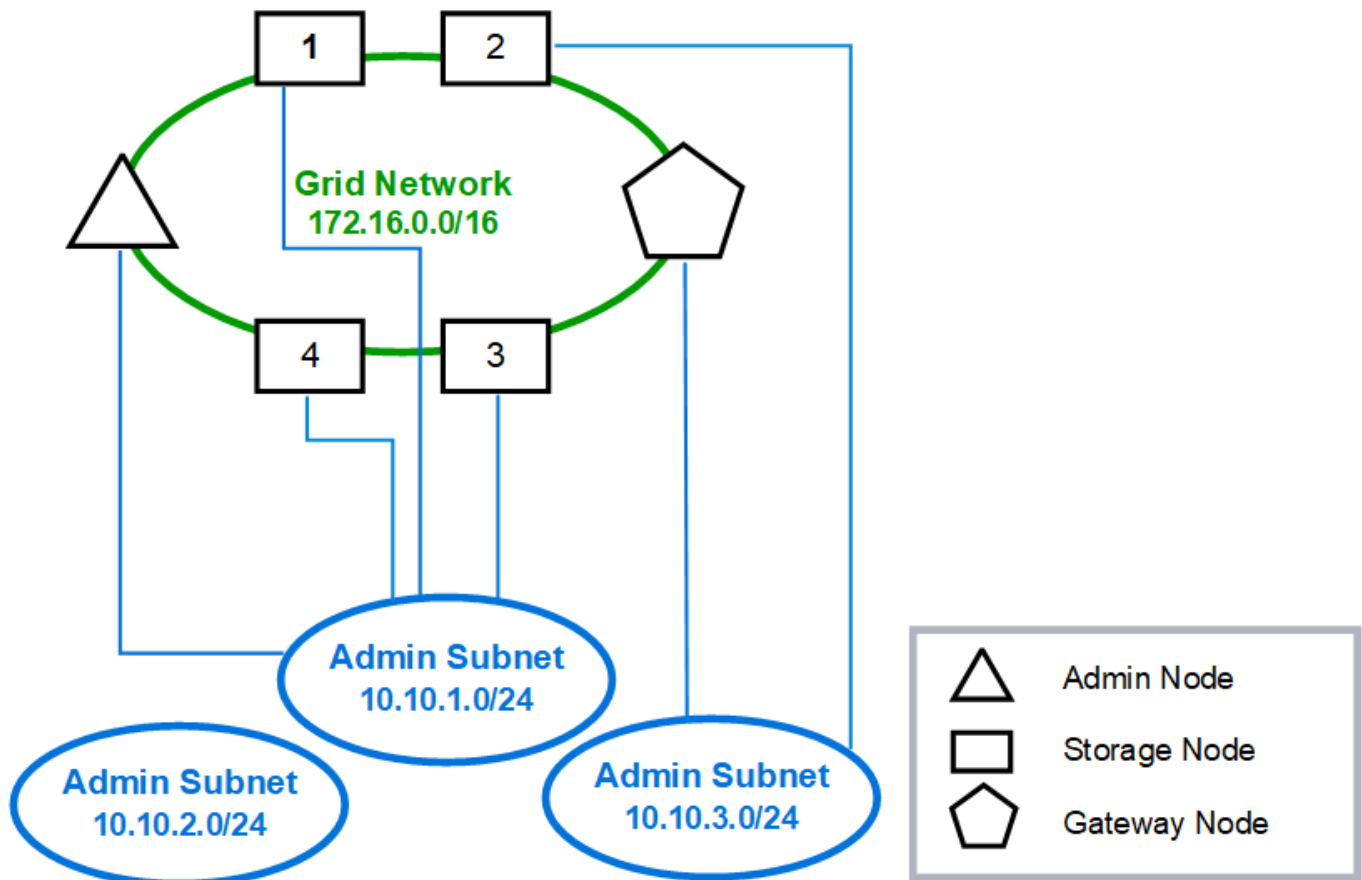 1
2
Grid Network
172.16.0.0/16
4
3
Admin Subnet
10.10.1.0/24
Admin Subnet
10.10.2.0/24
Admin Subnet
10.10.3.0/24
Admin Node
Storage Node
Gateway Node